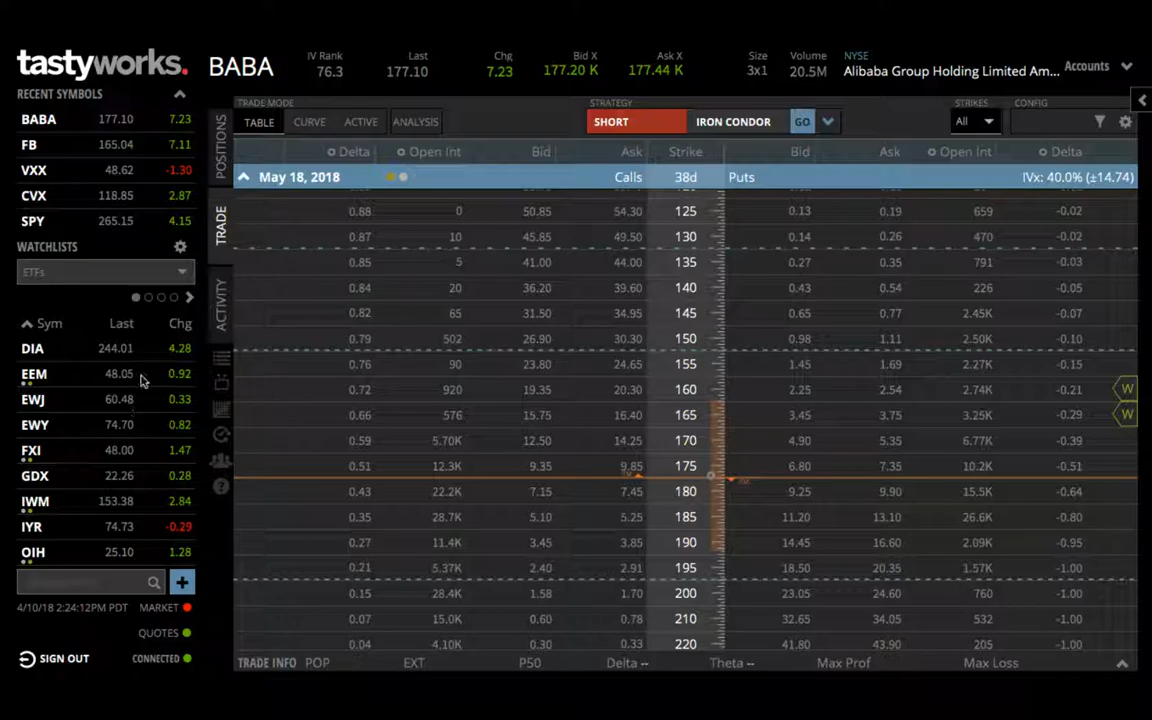 tastyworks.
BABA
IV Rank
76.3
Last
177.10
Chg
7.23
Bid X
177.20 K
Ask X
177.44 K
Size
3x1
Volume
20.5M
NYSE
Alibaba Group Holding Limited Am...
Accounts
RECENT SYMBOLS
BABA 177.10 7.23
FB 165.04 7.11
VXX 48.62 -1.30
CVX 118.85 2.87
SPY 265.15 4.15
WATCHLISTS
ETFs
Sym Last Chg
DIA 244.01 4.28
EEM 48.05 0.92
EWJ 60.48 0.33
EWY 74.70 0.82
FXI 48.00 1.47
GDX 22.26 0.28
IWM 153.38 2.84
IYR 74.73 -0.29
OIH 25.10 1.28
4/10/18 2:24:12PM PDT MARKET
QUOTES
SIGN OUT CONNECTED
POSITIONS
TRADE
ACTIVITY
TRADE MODE STRATEGY STRIKES CONFIG
TABLE CURVE ACTIVE ANALYSIS SHORT IRON CONDOR GO All
Delta Open Int Bid Ask Strike Bid Ask Open Int Delta
May 18, 2018 Calls 38d Puts IVx: 40.0% (±14.74)
0.88 0 50.85 54.30 125 0.13 0.19 659 -0.02
0.87 10 45.85 49.50 130 0.14 0.26 470 -0.02
0.85 5 41.00 44.00 135 0.27 0.35 791 -0.03
0.84 20 36.20 39.60 140 0.43 0.54 226 -0.05
0.82 65 31.50 34.95 145 0.65 0.77 2.45K -0.07
0.79 502 26.90 30.30 150 0.98 1.11 2.50K -0.10
0.76 90 23.80 24.65 155 1.45 1.69 2.27K -0.15
0.72 920 19.35 20.30 160 2.25 2.54 2.74K -0.21
0.66 576 15.75 16.40 165 3.45 3.75 3.25K -0.29
0.59 5.70K 12.50 14.25 170 4.90 5.35 6.77K -0.39
0.51 12.3K 9.35 9.85 175 6.80 7.35 10.2K -0.51
0.43 22.2K 7.15 7.45 180 9.25 9.90 15.5K -0.64
0.35 28.7K 5.10 5.25 185 11.20 13.10 26.6K -0.80
0.27 11.4K 3.45 3.85 190 14.45 16.60 2.09K -0.95
0.21 5.37K 2.40 2.91 195 18.50 20.35 1.57K -1.00
0.15 28.4K 1.58 1.70 200 23.05 24.60 760 -1.00
0.07 15.0K 0.60 0.78 210 32.65 34.05 532 -1.00
0.04 4.10K 0.30 0.33 220 41.80 43.90 205 -1.00
W
W
TRADE INFO POP EXT P50 Delta -- Theta -- Max Prof Max Loss